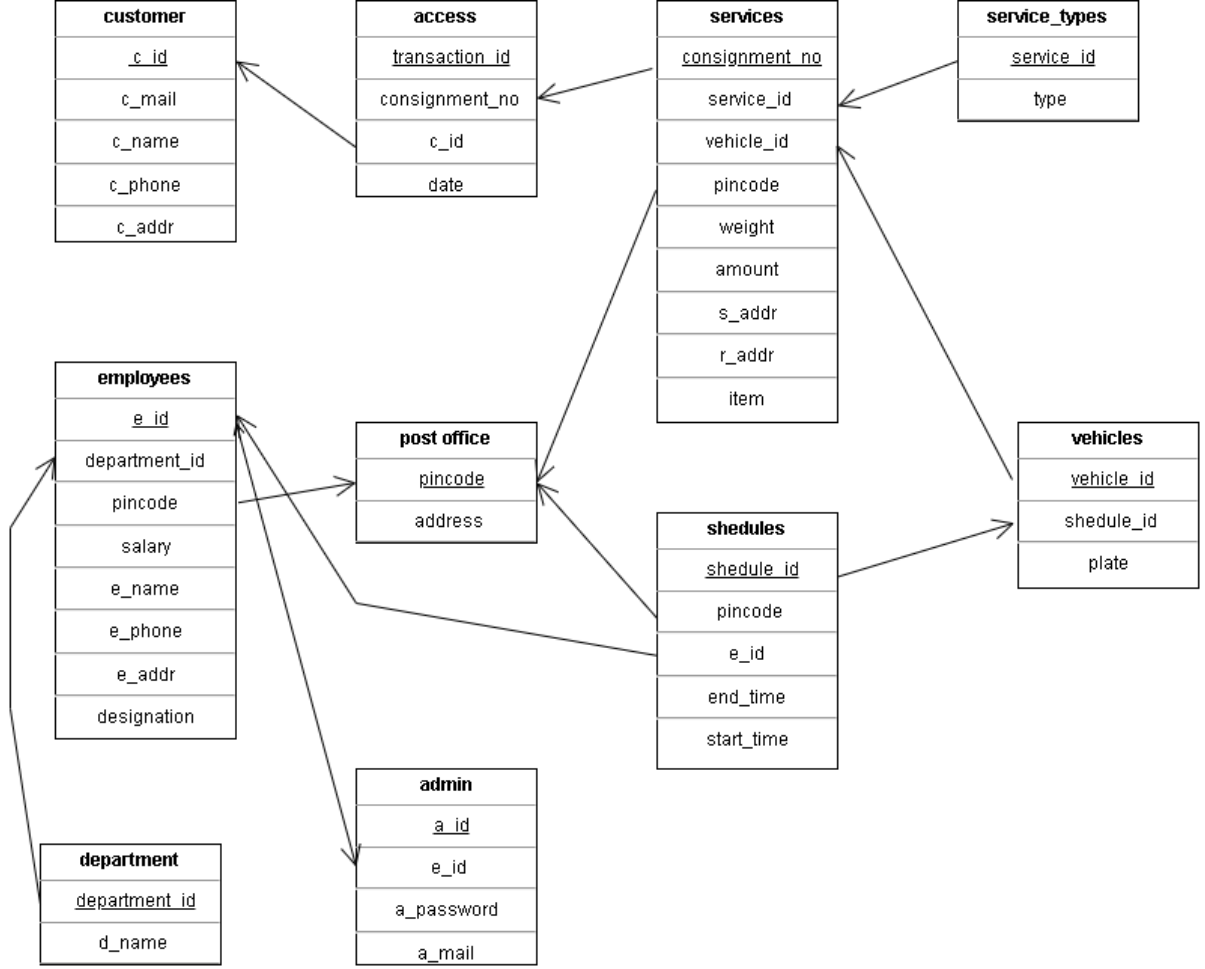 customer
c_id
c_mail
c_name
c_phone
c_addr
access
transaction_id
consignment_no
c_id
date
services
consignment_no
service_id
vehicle_id
pincode
weight
amount
s_addr
r_addr
item
service_types
service_id
type
employees
e_id
department_id
pincode
salary
e_name
e_phone
e_addr
designation
post office
pincode
address
shedules
shedule_id
pincode
e_id
end_time
start_time
vehicles
vehicle_id
shedule_id
plate
department
department_id
d_name
admin
a_id
e_id
a_password
a_mail